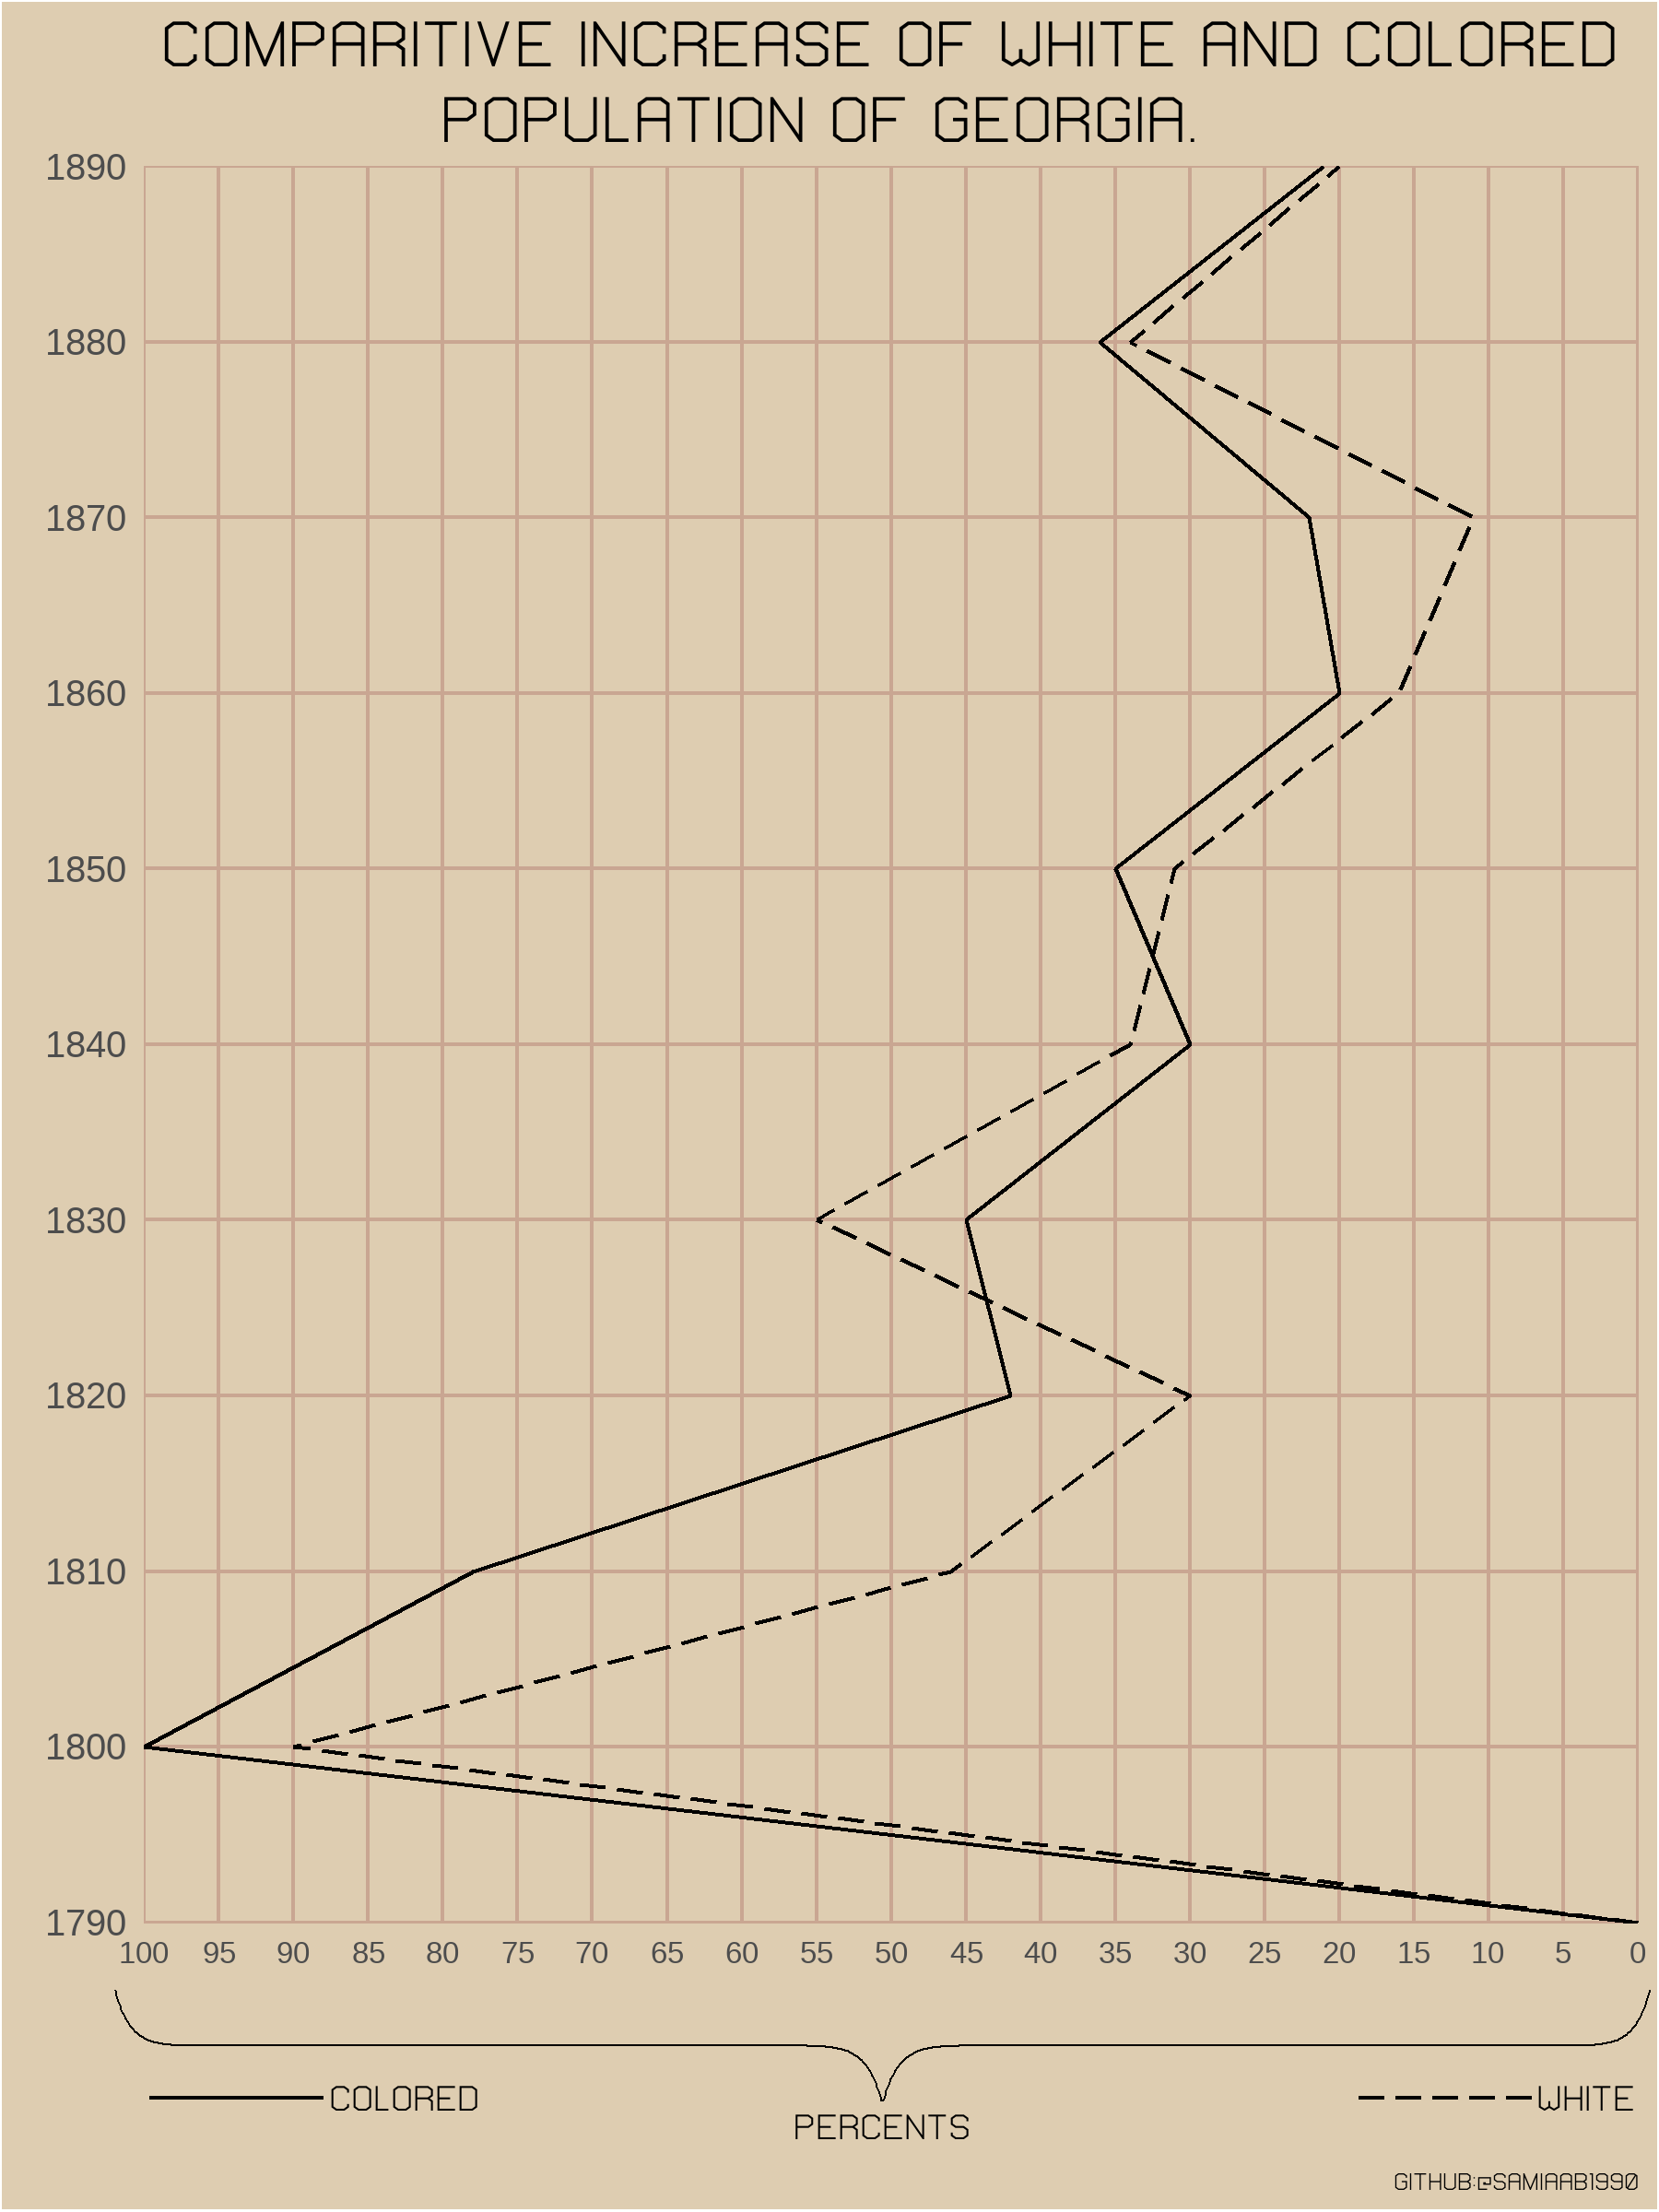 COMPARITIVE INCREASE OF WHITE AND COLORED
POPULATION OF GEORGIA.
1890
1880
1870
1860
1850
1840
1830
1820
1810
1800
1790
100 95 90 85 80 75 70 65 60 55 50 45 40 35 30 25 20 15 10 5 0
COLORED
WHITE
PERCENTS
GITHUB:@SAMIAAB1990